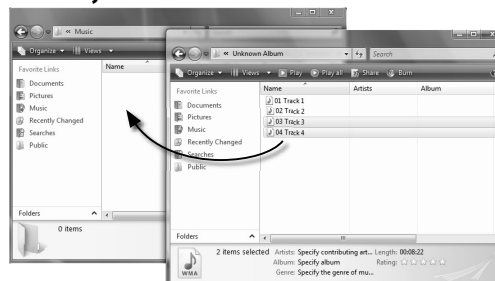 « Music
Organize Views
Favorite Links
Documents
Pictures
Music
Recently Changed
Searches
Public
Folders
Name
0 items
« Unknown Album
Search
Organize Views Play Play all Share Burn
Favorite Links
Documents
Pictures
Music
Recently Changed
Searches
Public
Folders
Name Artists Album
01 Track 1
02 Track 2
03 Track 3
04 Track 4
2 items selected Artists: Specify contributing art... Length: 00:08:22
Album: Specify album Rating:
Genre: Specify the genre of mu...
WMA